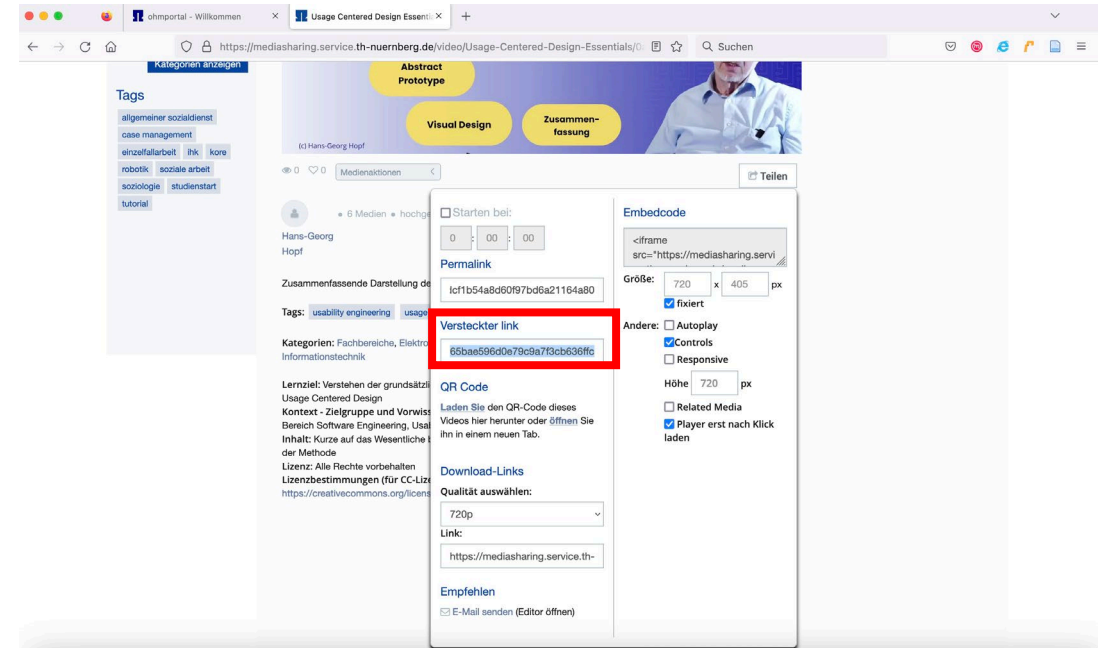 ohmportal - Willkommen
Usage Centered Design Essenti
https://mediasharing.service.th-nuernberg.de/video/Usage-Centered-Design-Essentials/0
Suchen
Kategorien anzeigen
Tags
allgemeiner sozialdienst
case management
einzelfallarbeit ihk kore
robotik soziale arbeit
soziologie studienstart
tutorial
Abstract
Prototype
Visual Design
Zusammen-
fassung
(c) Hans-Georg Hopf
0 0 Medienaktionen
Teilen
6 Medien • hochge
Hans-Georg
Hopf
Zusammenfassende Darstellung de
Tags: usability engineering usage
Kategorien: Fachbereiche, Elektro
Informationstechnik
Lernziel: Verstehen der grundsätzli
Usage Centered Design
Kontext - Zielgruppe und Vorwiss
Bereich Software Engineering, Usab
Inhalt: Kurze auf das Wesentliche
der Methode
Lizenz: Alle Rechte vorbehalten
Lizenzbestimmungen (für CC-Lize
https://creativecommons.org/licens
Starten bei:
0 : 00 : 00
Permalink
lcf1b54a8d60f97bd6a21164a80
Versteckter link
65bae596d0e79c9a7f3cb636ffc
QR Code
Laden Sie den QR-Code dieses
Videos hier herunter oder öffnen Sie
ihn in einem neuen Tab.
Download-Links
Qualität auswählen:
720p
Link:
https://mediasharing.service.th-
Empfehlen
E-Mail senden (Editor öffnen)
Embedcode
<iframe
src="https://mediasharing.servi
Größe: 720 x 405 px
fixiert
Andere: Autoplay
Controls
Responsive
Höhe 720 px
Related Media
Player erst nach Klick
laden